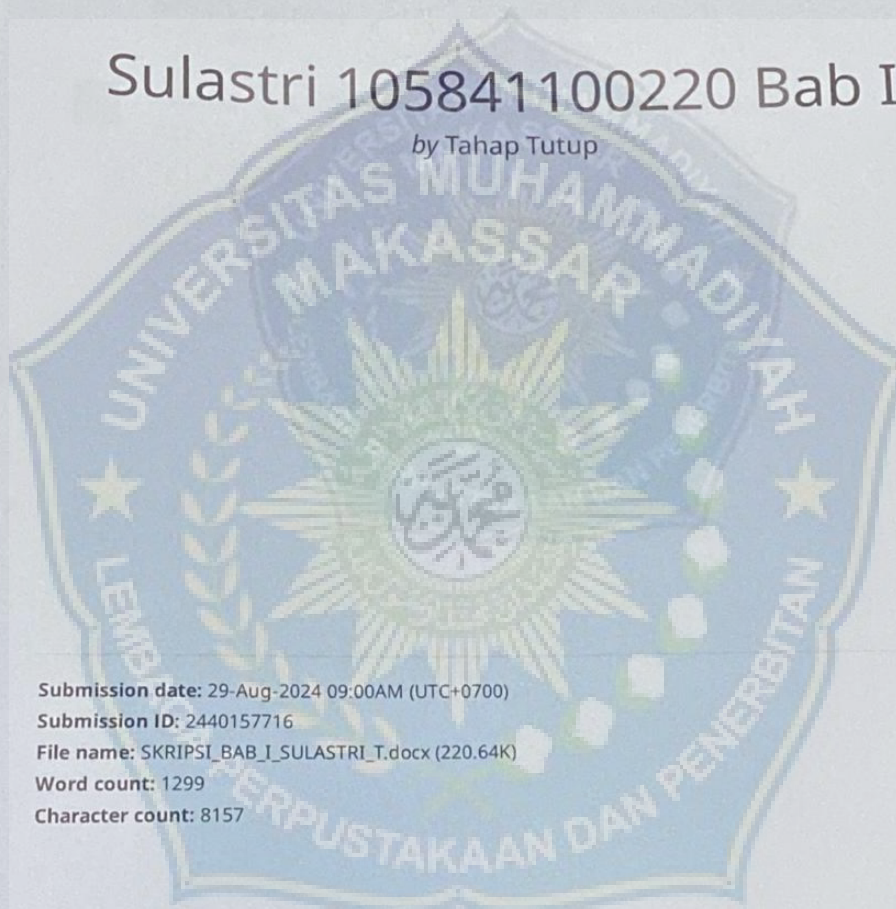 Sulastri 105841100220 Bab I
by Tahap Tutup
UNIVERSITAS MUHAMMADIYAH
MAKASSAR
محمد
Submission date: 29-Aug-2024 09:00AM (UTC+0700)
Submission ID: 2440157716
File name: SKRIPSI_BAB_I_SULASTRI_T.docx (220.64K)
Word count: 1299
Character count: 8157
LEMBAGA PERPUSTAKAAN DAN PENERBITAN